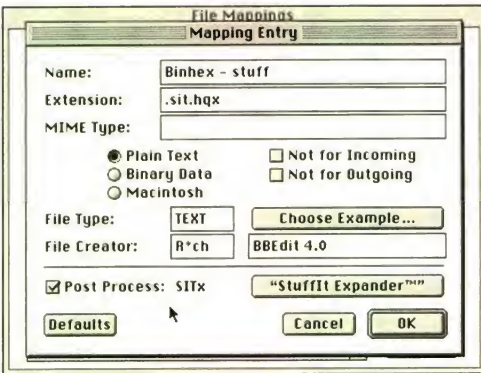 File Mappings
Mapping Entry
Name: Binhex - stuff
Extension: .sit.hqx
MIME Type:
Plain Text Not for Incoming
Binary Data Not for Outgoing
Macintosh
File Type: TEXT Choose Example...
File Creator: R*ch BBEdit 4.0
Post Process: SITx "StuffIt Expander™"
Defaults Cancel OK